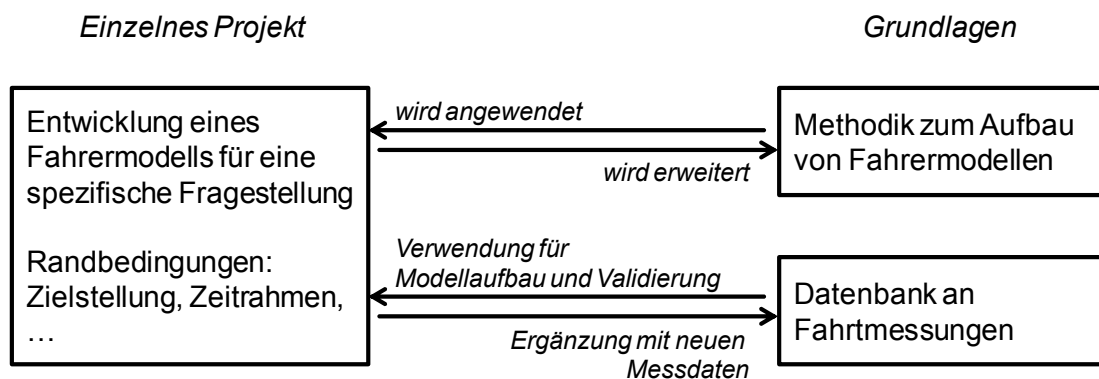 Einzelnes Projekt
Grundlagen
Entwicklung eines
Fahrermodells für eine
spezifische Fragestellung
Randbedingungen:
Zielstellung, Zeitrahmen,
…
wird angewendet
wird erweitert
Methodik zum Aufbau
von Fahrermodellen
Verwendung für
Modellaufbau und Validierung
Ergänzung mit neuen
Messdaten
Datenbank an
Fahrtmessungen